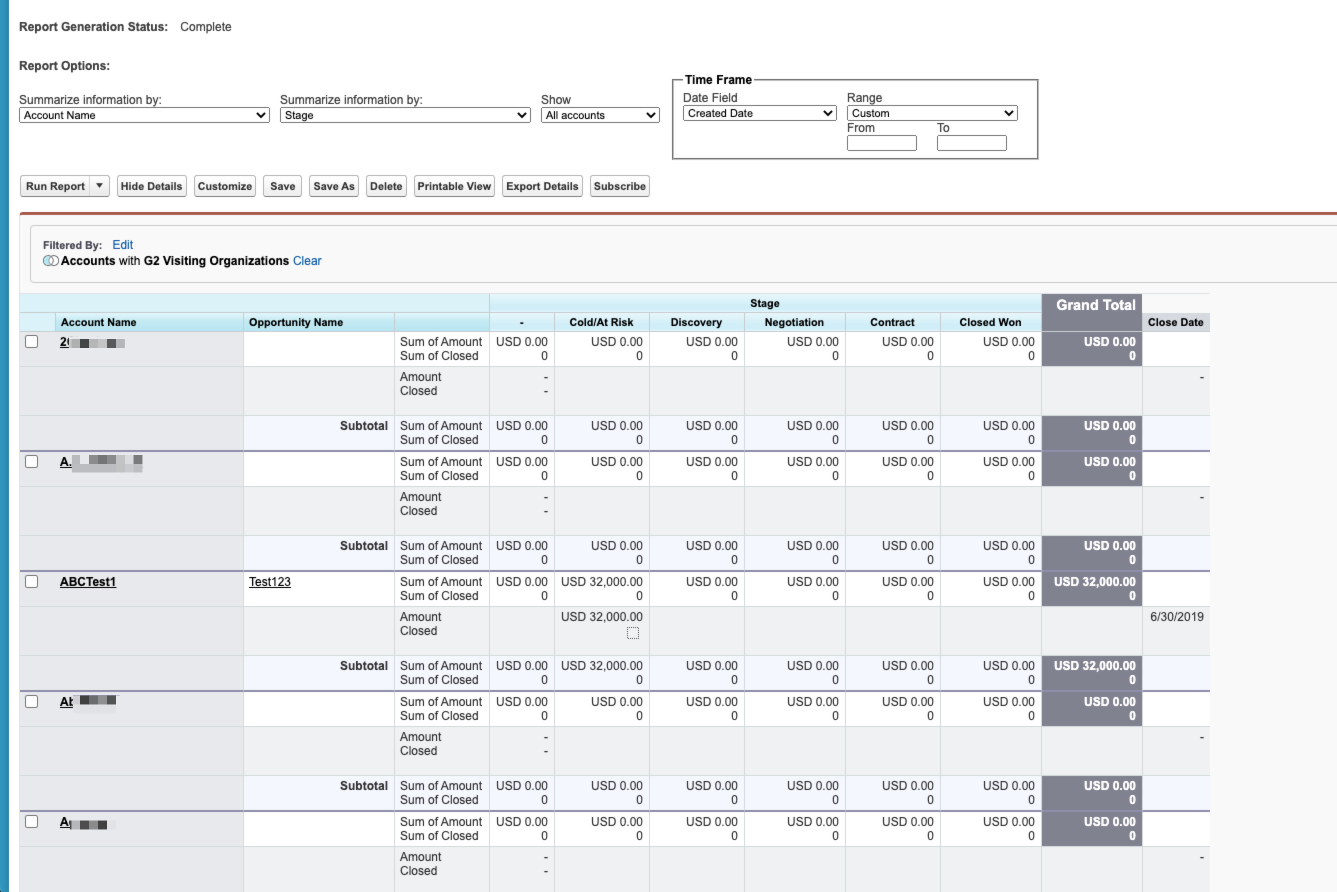 Report Generation Status: Complete
Report Options:
Summarize information by: Summarize information by: Show
Account Name Stage All accounts
Time Frame
Date Field Range
Created Date Custom
From To
Run Report ▼ Hide Details Customize Save Save As Delete Printable View Export Details Subscribe
Filtered By: Edit
Accounts with G2 Visiting Organizations Clear
Stage Grand Total
Account Name Opportunity Name - Cold/At Risk Discovery Negotiation Contract Closed Won Close Date
Sum of Amount USD 0.00 USD 0.00 USD 0.00 USD 0.00 USD 0.00 USD 0.00 USD 0.00
Sum of Closed 0 0 0 0 0 0 0
Amount - -
Closed -
Subtotal Sum of Amount USD 0.00 USD 0.00 USD 0.00 USD 0.00 USD 0.00 USD 0.00 USD 0.00
Sum of Closed 0 0 0 0 0 0 0
Sum of Amount USD 0.00 USD 0.00 USD 0.00 USD 0.00 USD 0.00 USD 0.00 USD 0.00
Sum of Closed 0 0 0 0 0 0 0
Amount - -
Closed -
Subtotal Sum of Amount USD 0.00 USD 0.00 USD 0.00 USD 0.00 USD 0.00 USD 0.00 USD 0.00
Sum of Closed 0 0 0 0 0 0 0
ABCTest1 Test123 Sum of Amount USD 0.00 USD 32,000.00 USD 0.00 USD 0.00 USD 0.00 USD 0.00 USD 32,000.00
Sum of Closed 0 0 0 0 0 0 0
Amount USD 32,000.00 6/30/2019
Closed
Subtotal Sum of Amount USD 0.00 USD 32,000.00 USD 0.00 USD 0.00 USD 0.00 USD 0.00 USD 32,000.00
Sum of Closed 0 0 0 0 0 0 0
Sum of Amount USD 0.00 USD 0.00 USD 0.00 USD 0.00 USD 0.00 USD 0.00 USD 0.00
Sum of Closed 0 0 0 0 0 0 0
Amount - -
Closed -
Subtotal Sum of Amount USD 0.00 USD 0.00 USD 0.00 USD 0.00 USD 0.00 USD 0.00 USD 0.00
Sum of Closed 0 0 0 0 0 0 0
Sum of Amount USD 0.00 USD 0.00 USD 0.00 USD 0.00 USD 0.00 USD 0.00 USD 0.00
Sum of Closed 0 0 0 0 0 0 0
Amount - -
Closed -